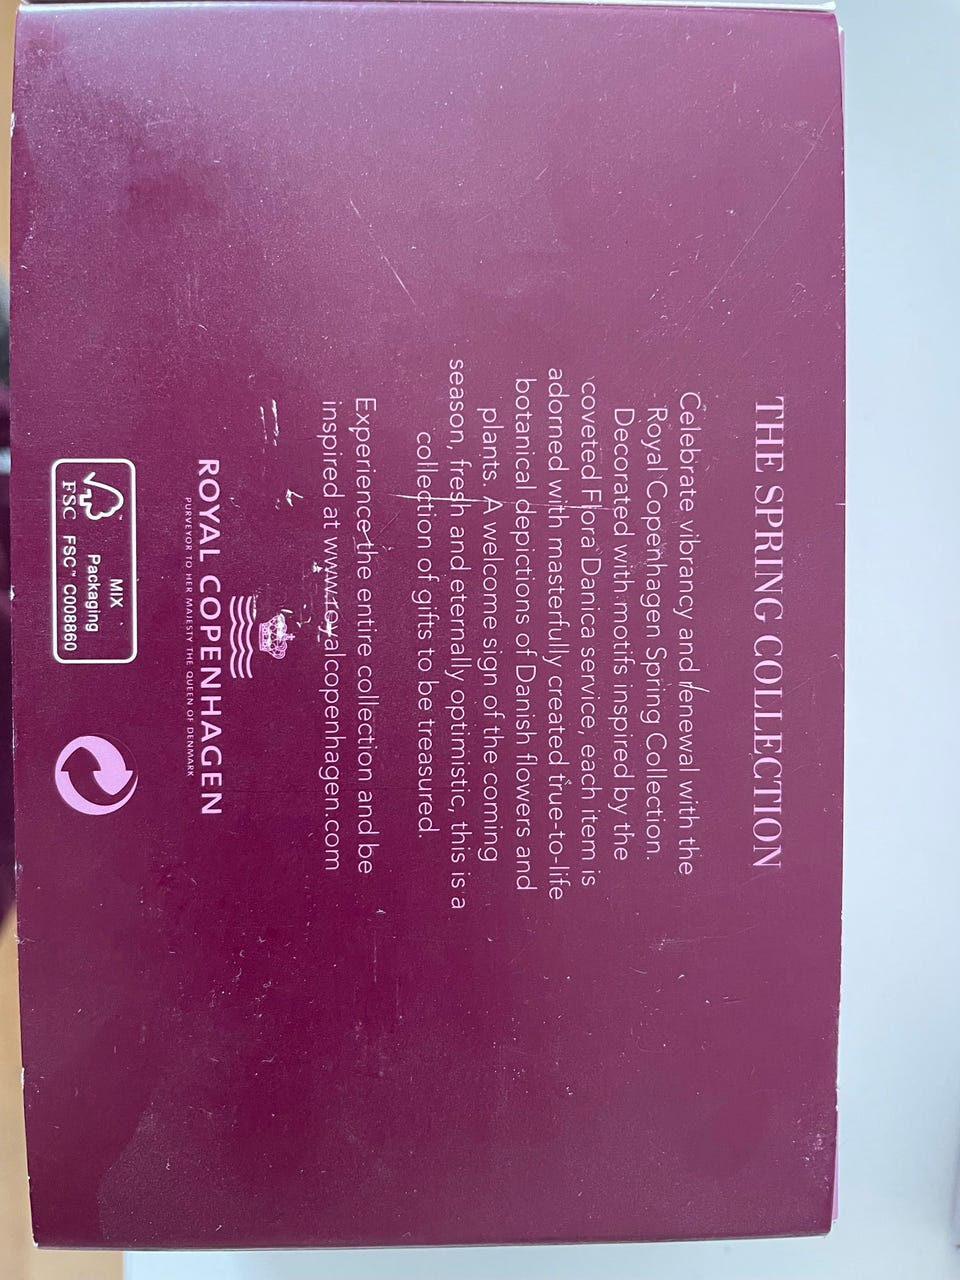 THE SPRING COLLECTION
Celebrate vibrancy and renewal with the
Royal Copenhagen Spring Collection.
Decorated with motifs inspired by the
coveted Flora Danica service, each item is
adorned with masterfully created true-to-life
botanical depictions of Danish flowers and
plants. A welcome sign of the coming
season, fresh and eternally optimistic, this is a
collection of gifts to be treasured.
Experience the entire collection and be
inspired at www.royalcopenhagen.com
ROYAL COPENHAGEN
PURVEYOR TO HER MAJESTY THE QUEEN OF DENMARK
MIX
Packaging
FSC™ C008860
FSC